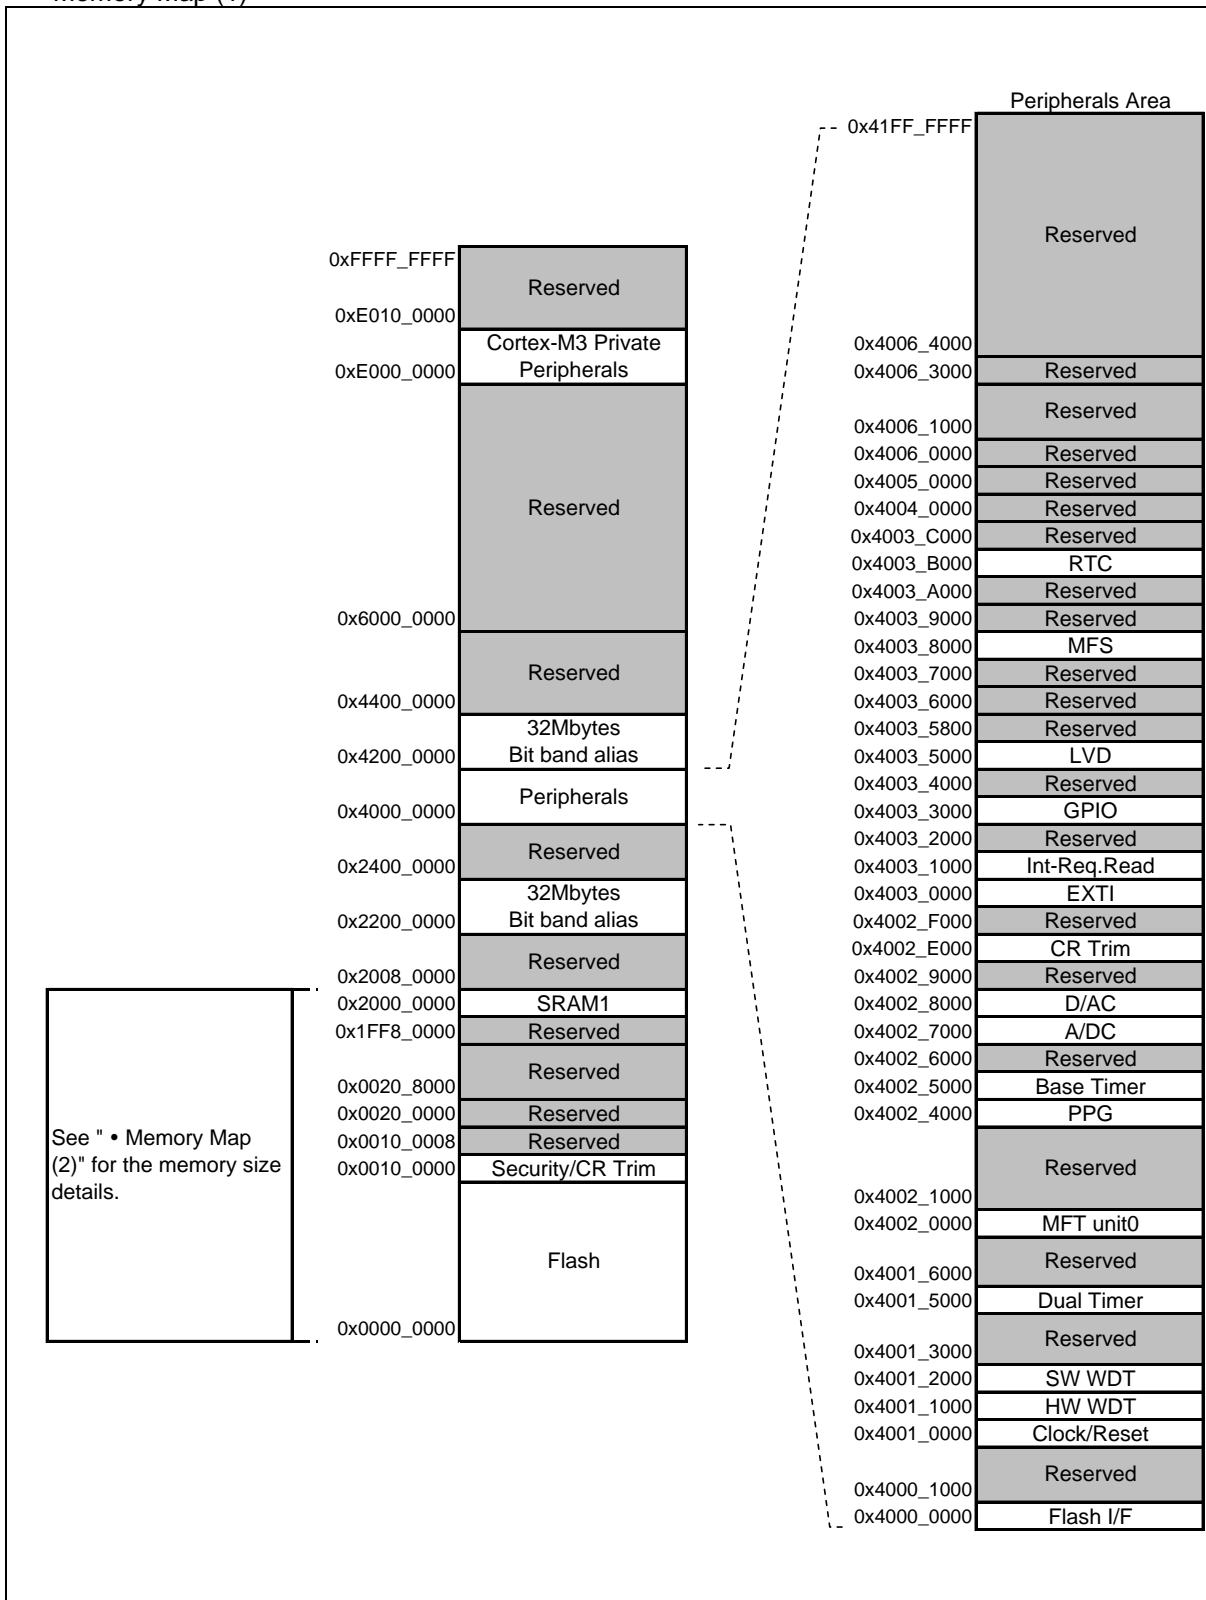 Memory Map (1)
Peripherals Area
0x41FF_FFFF
Reserved
0xFFFF_FFFF
Reserved
0xE010_0000
Cortex-M3 Private
0xE000_0000 Peripherals
Reserved
0x6000_0000
Reserved
0x4400_0000
32Mbytes
0x4200_0000 Bit band alias
Peripherals
0x4000_0000
Reserved
0x2400_0000
32Mbytes
0x2200_0000 Bit band alias
Reserved
0x2008_0000
0x2000_0000 SRAM1
0x1FF8_0000 Reserved
Reserved
0x0020_8000
0x0020_0000 Reserved
0x0010_0008 Reserved
0x0010_0000 Security/CR Trim
Flash
0x0000_0000
See " • Memory Map
(2)" for the memory size
details.
0x4006_4000
0x4006_3000 Reserved
Reserved
0x4006_1000
0x4006_0000 Reserved
0x4005_0000 Reserved
0x4004_0000 Reserved
0x4003_C000 Reserved
0x4003_B000 RTC
0x4003_A000 Reserved
0x4003_9000 Reserved
0x4003_8000 MFS
0x4003_7000 Reserved
0x4003_6000 Reserved
0x4003_5800 Reserved
0x4003_5000 LVD
0x4003_4000 Reserved
0x4003_3000 GPIO
0x4003_2000 Reserved
0x4003_1000 Int-Req.Read
0x4003_0000 EXTI
0x4002_F000 Reserved
0x4002_E000 CR Trim
0x4002_9000 Reserved
0x4002_8000 D/AC
0x4002_7000 A/DC
0x4002_6000 Reserved
0x4002_5000 Base Timer
0x4002_4000 PPG
Reserved
0x4002_1000
0x4002_0000 MFT unit0
Reserved
0x4001_6000
0x4001_5000 Dual Timer
Reserved
0x4001_3000
0x4001_2000 SW WDT
0x4001_1000 HW WDT
0x4001_0000 Clock/Reset
Reserved
0x4000_1000
0x4000_0000 Flash I/F